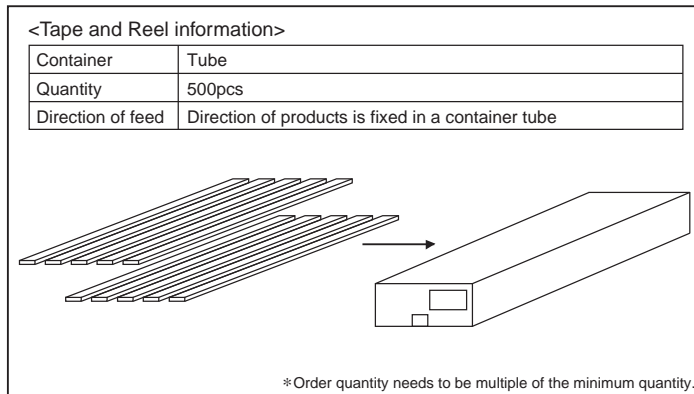 <Tape and Reel information>
Container Tube
Quantity 500pcs
Direction of feed Direction of products is fixed in a container tube
*Order quantity needs to be multiple of the minimum quantity.